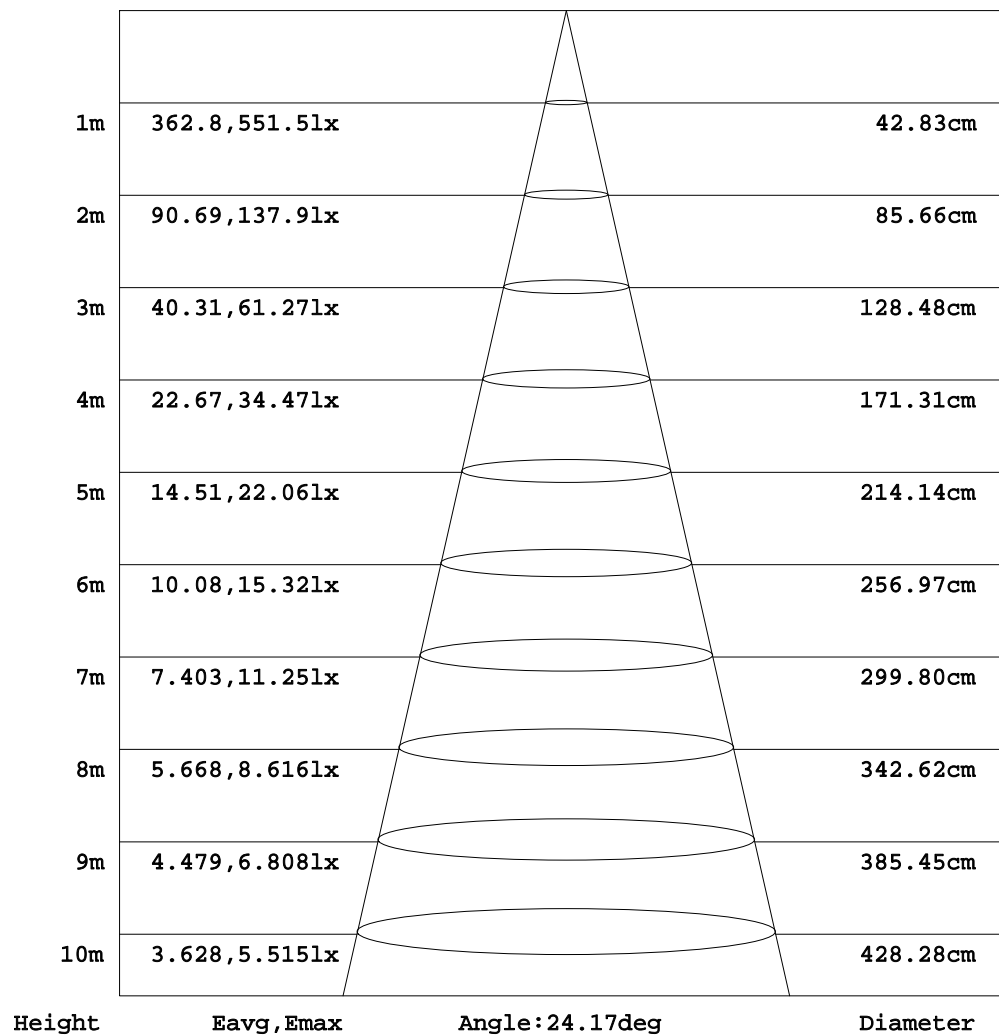 1m 362.8,551.5lx 42.83cm
2m 90.69,137.9lx 85.66cm
3m 40.31,61.27lx 128.48cm
4m 22.67,34.47lx 171.31cm
5m 14.51,22.06lx 214.14cm
6m 10.08,15.32lx 256.97cm
7m 7.403,11.25lx 299.80cm
8m 5.668,8.616lx 342.62cm
9m 4.479,6.808lx 385.45cm
10m 3.628,5.515lx 428.28cm
Height Eavg,Emax Angle:24.17deg Diameter